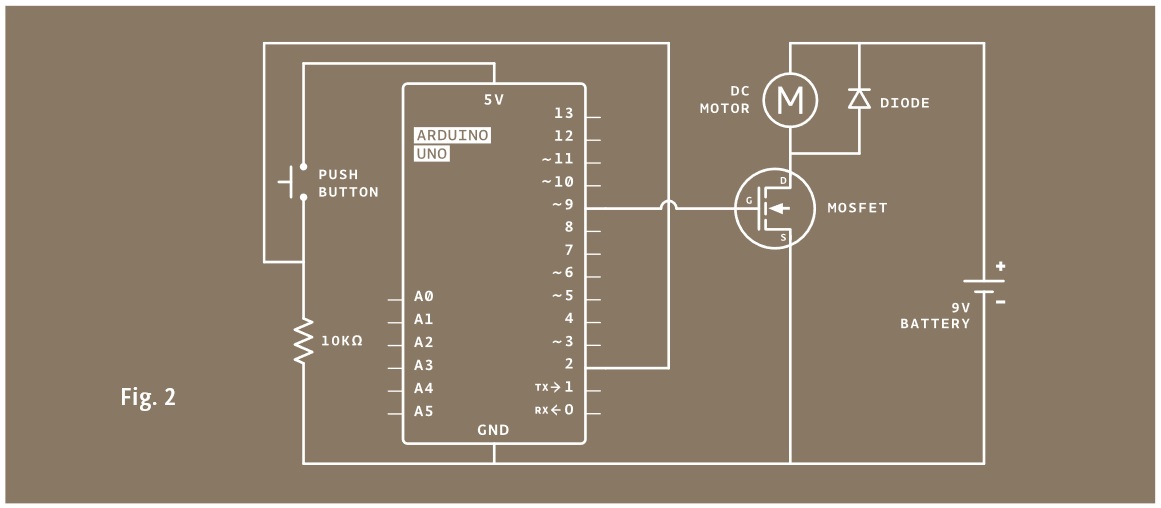 5V
ARDUINO
UNO
13
12
~11
~10
~9
8
7
~6
~5
4
~3
2
TX→1
RX←0
A0
A1
A2
A3
A4
A5
GND
PUSH
BUTTON
10KΩ
DC
MOTOR
M
DIODE
D
G
S
MOSFET
+
-
9V
BATTERY
Fig. 2